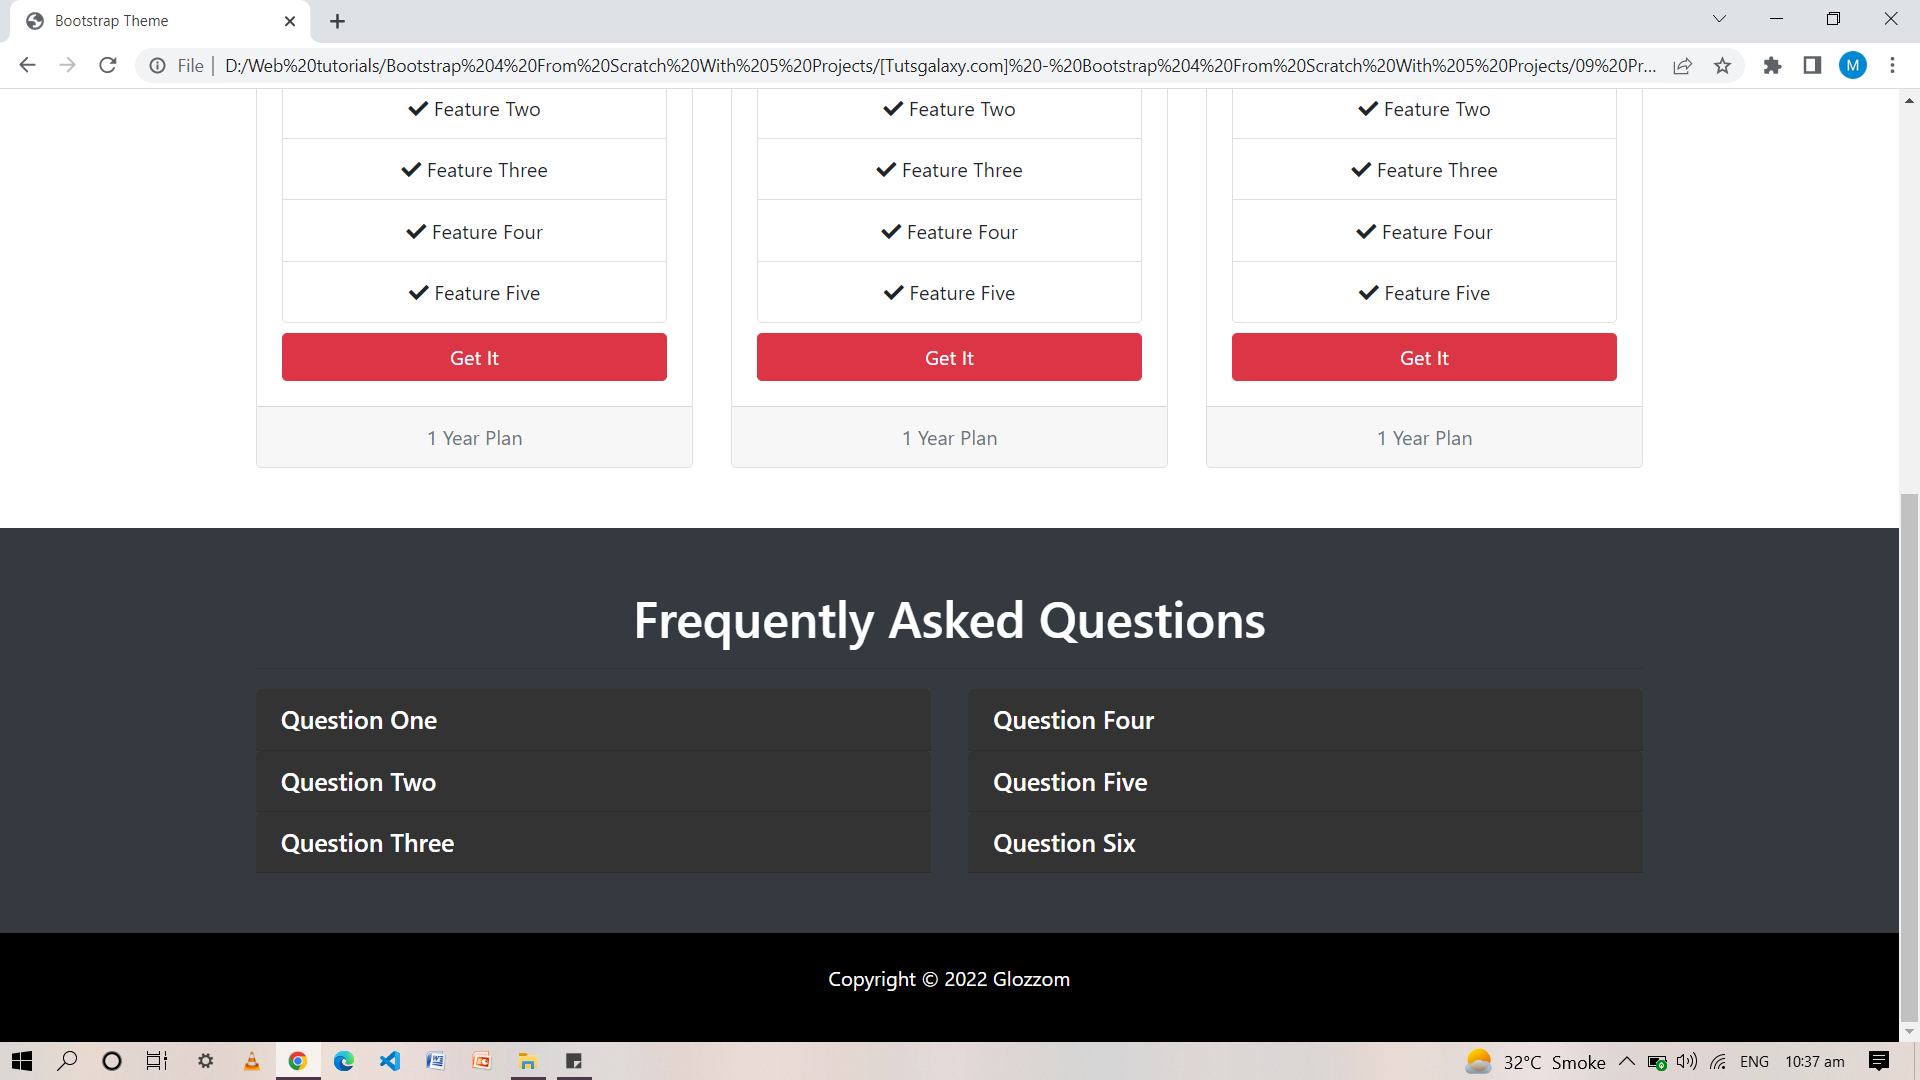 Bootstrap Theme
File
D:/Web%20tutorials/Bootstrap%204%20From%20Scratch%20With%205%20Projects/[Tutsgalaxy.com]%20-%20Bootstrap%204%20From%20Scratch%20With%205%20Projects/09%20Pr...
M
Feature Two Feature Two Feature Two
Feature Three Feature Three Feature Three
Feature Four Feature Four Feature Four
Feature Five Feature Five Feature Five
Get It Get It Get It
1 Year Plan 1 Year Plan 1 Year Plan
Frequently Asked Questions
Question One Question Four
Question Two Question Five
Question Three Question Six
Copyright © 2022 Glozzom
32°C Smoke ENG 10:37 am